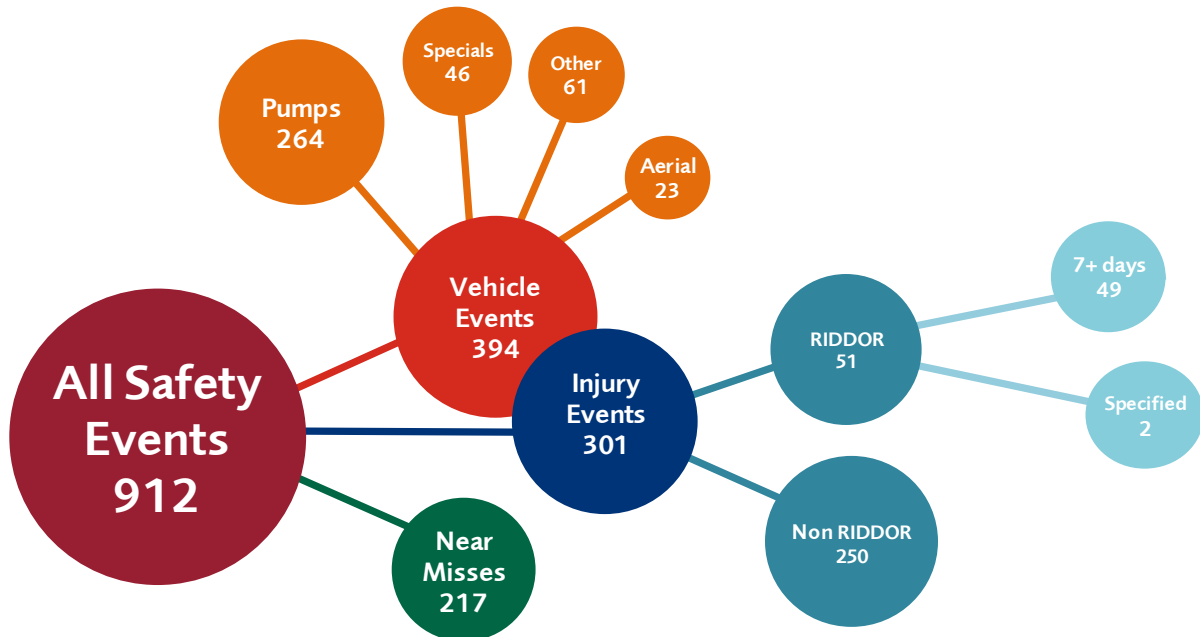 Specials
46
Other
61
Pumps
264
Aerial
23
Vehicle
Events
394
7+ days
49
RIDDOR
51
All Safety
Events
912
Injury
Events
301
Specified
2
Near
Misses
217
Non RIDDOR
250